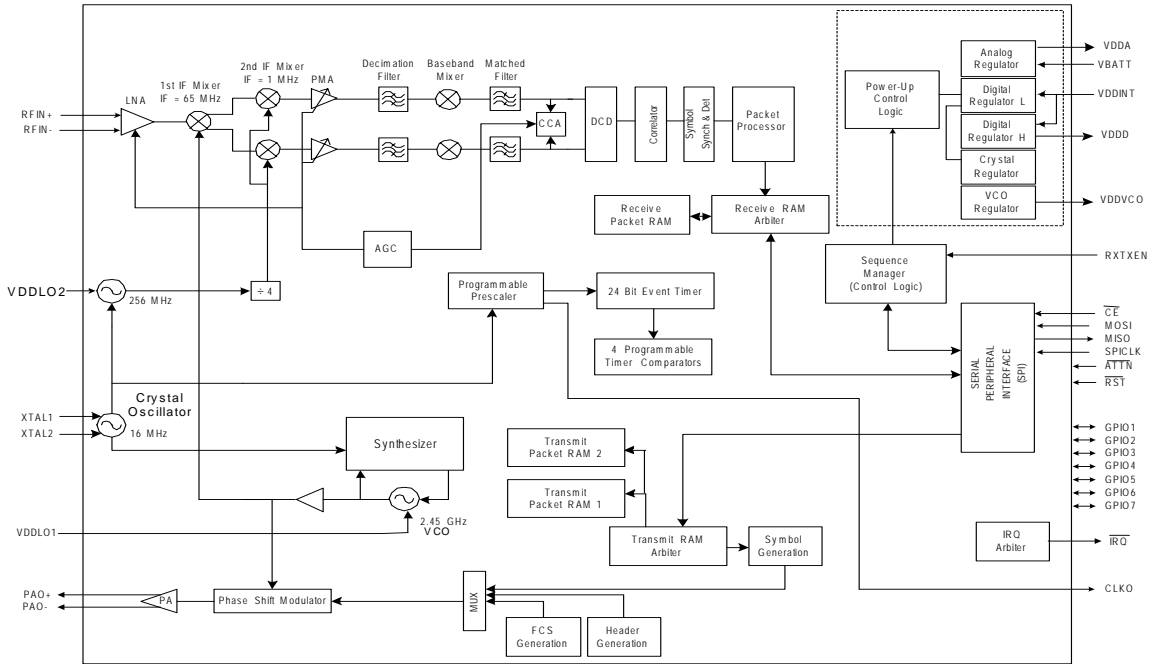 Analog
Regulator
VDDA
VBATT
2nd IF Mixer
IF = 1 MHz
PMA
Decimation
Filter
Baseband
Mixer
Matched
Filter
1st IF Mixer
IF = 65 MHz
LNA
Power-Up
Control
Logic
Digital
Regulator L
VDDINT
RFIN+
RFIN-
CCA
DCD
Correlator
Symbol
Synch & Det
Packet
Processor
Digital
Regulator H
VDDD
Crystal
Regulator
VCO
Regulator
VDDVCO
Receive
Packet RAM
Receive RAM
Arbiter
AGC
Sequence
Manager
(Control Logic)
RXTXEN
VDDLO2
256 MHz
÷ 4
Programmable
Prescaler
24 Bit Event Timer
4 Programmable
Timer Comparators
SERIAL
PERIPHERAL
INTERFACE
(SPI)
CE
MOSI
MISO
SPICLK
ATTN
RST
Crystal
Oscillator
XTAL1
XTAL2
16 MHz
Synthesizer
Transmit
Packet RAM 2
Transmit
Packet RAM 1
GPIO1
GPIO2
GPIO3
GPIO4
GPIO5
GPIO6
GPIO7
2.45 GHz
VCO
VDDLO1
Transmit RAM
Arbiter
Symbol
Generation
IRQ
Arbiter
IRQ
CLKO
PAO+
PAO-
PA
Phase Shift Modulator
MUX
FCS
Generation
Header
Generation